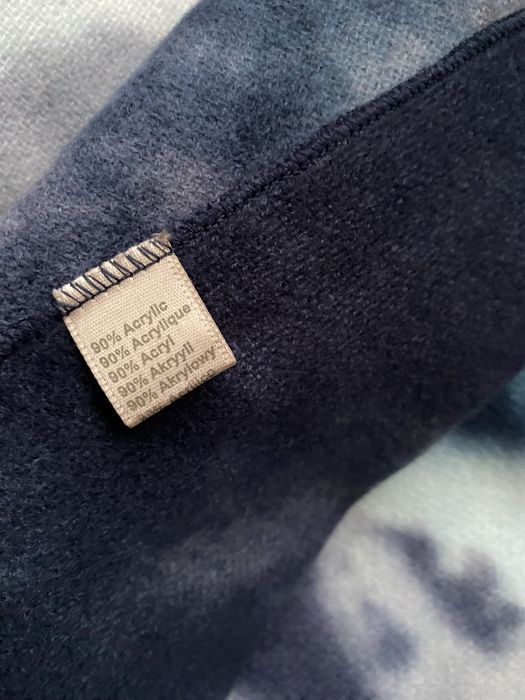 90% Acrylic
90% Acrylique
90% Acryl
90% Akryyli
90% Akrylowy